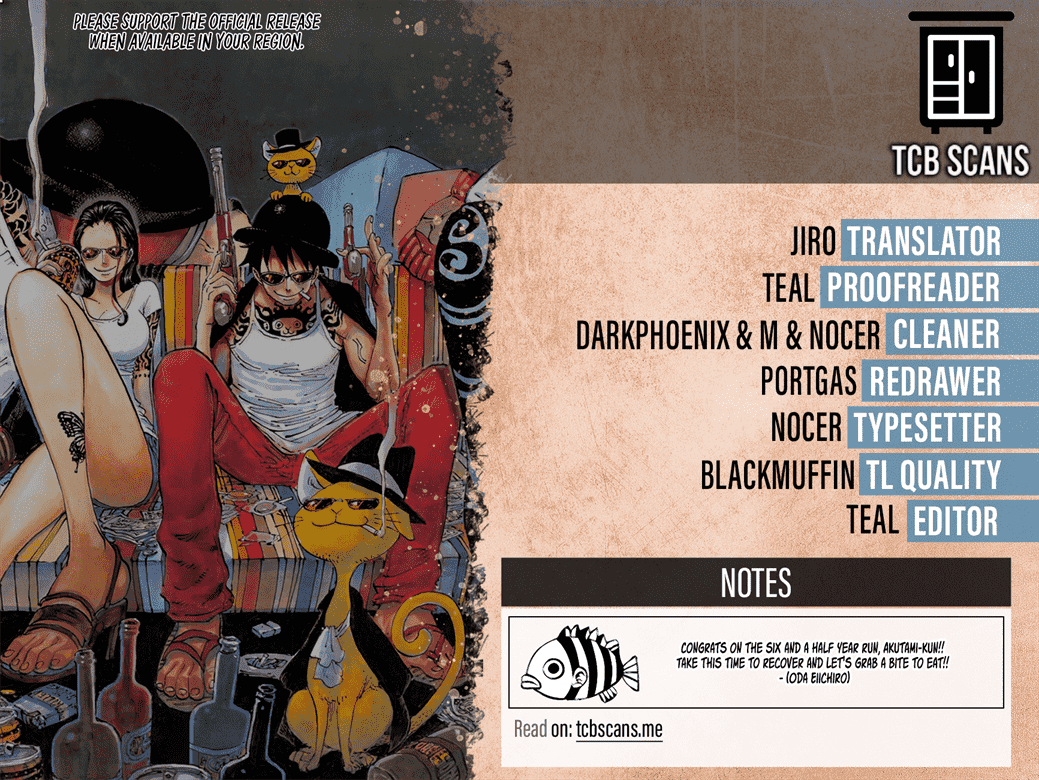 PLEASE SUPPORT THE OFFICIAL RELEASE
WHEN AVAILABLE IN YOUR REGION.
TCB SCANS
JIRO TRANSLATOR
TEAL PROOFREADER
DARKPHOENIX & M & NOCER CLEANER
PORTGAS REDRAWER
NOCER TYPESETTER
BLACKMUFFIN TL QUALITY
TEAL EDITOR
NOTES
CONGRATS ON THE SIX AND A HALF YEAR RUN, AKUTAMI-KUN!!
TAKE THIS TIME TO RECOVER AND LET'S GRAB A BITE TO EAT!!
- (ODA EIICHIRO)
Read on: tcbscans.me